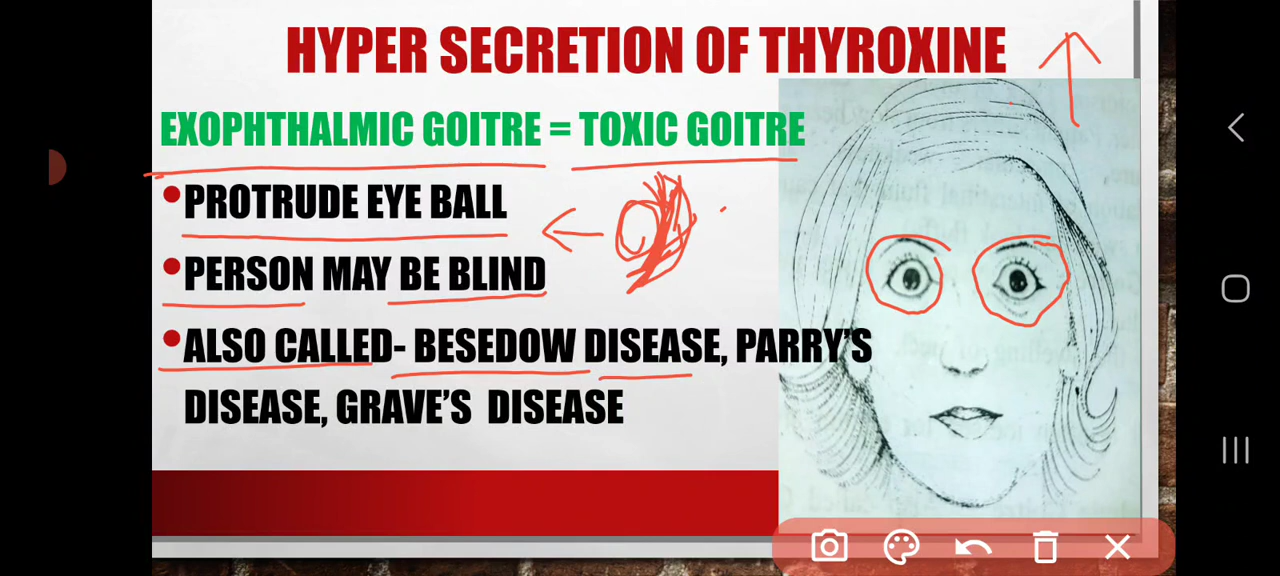 HYPER SECRETION OF THYROXINE
EXOPHTHALMIC GOITRE = TOXIC GOITRE
•PROTRUDE EYE BALL
•PERSON MAY BE BLIND
•ALSO CALLED- BESEDOW DISEASE, PARRY'S
DISEASE, GRAVE'S DISEASE